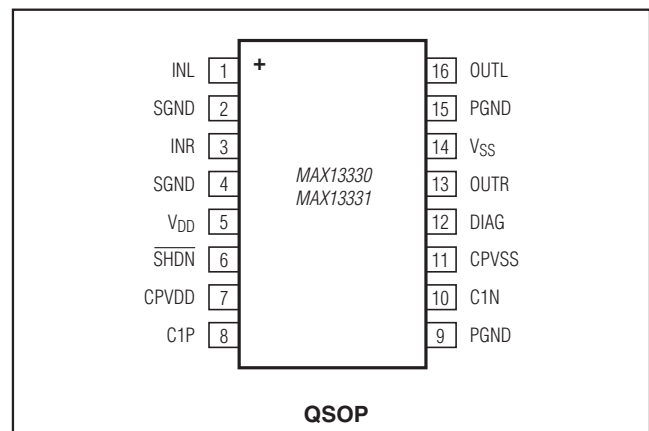 INL 1 + 16 OUTL
SGND 2 15 PGND
INR 3 14 VSS
SGND 4 MAX13330 13 OUTR
MAX13331
VDD 5 12 DIAG
SHDN 6 11 CPVSS
CPVDD 7 10 C1N
C1P 8 9 PGND
QSOP